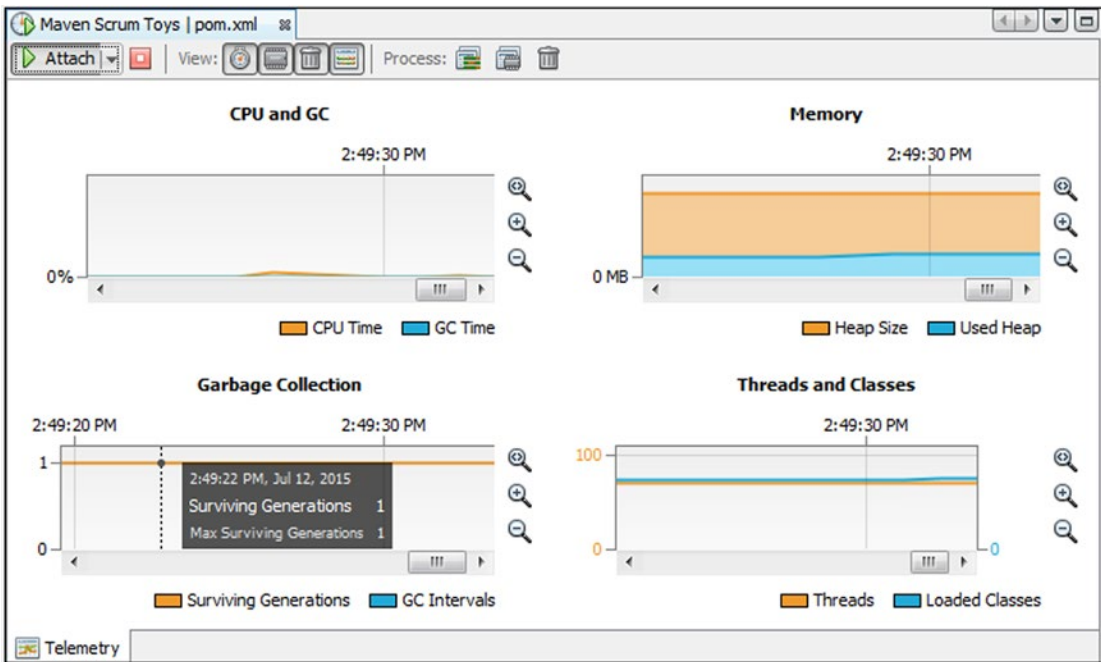 Maven Scrum Toys | pom.xml
Attach View: Process:
CPU and GC
2:49:30 PM
0%
CPU Time GC Time
Memory
2:49:30 PM
0 MB
Heap Size Used Heap
Garbage Collection
2:49:20 PM 2:49:30 PM
1
2:49:22 PM, Jul 12, 2015
Surviving Generations 1
Max Surviving Generations 1
0
Surviving Generations GC Intervals
Threads and Classes
2:49:30 PM
100
0 0
Threads Loaded Classes
Telemetry